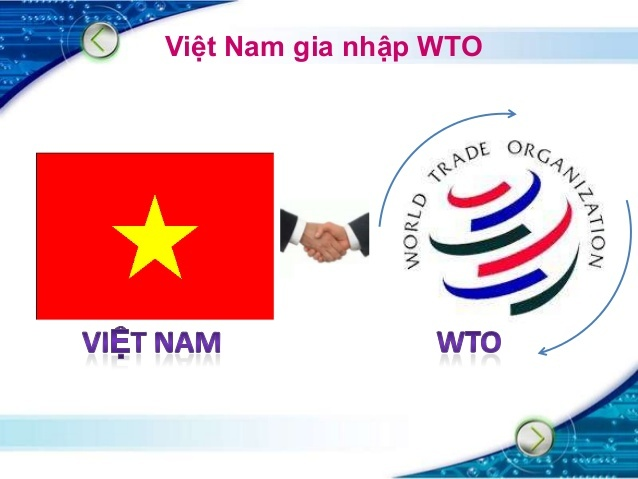 Việt Nam gia nhập WTO
WORLD TRADE ORGANIZATION
VIỆT NAM
WTO